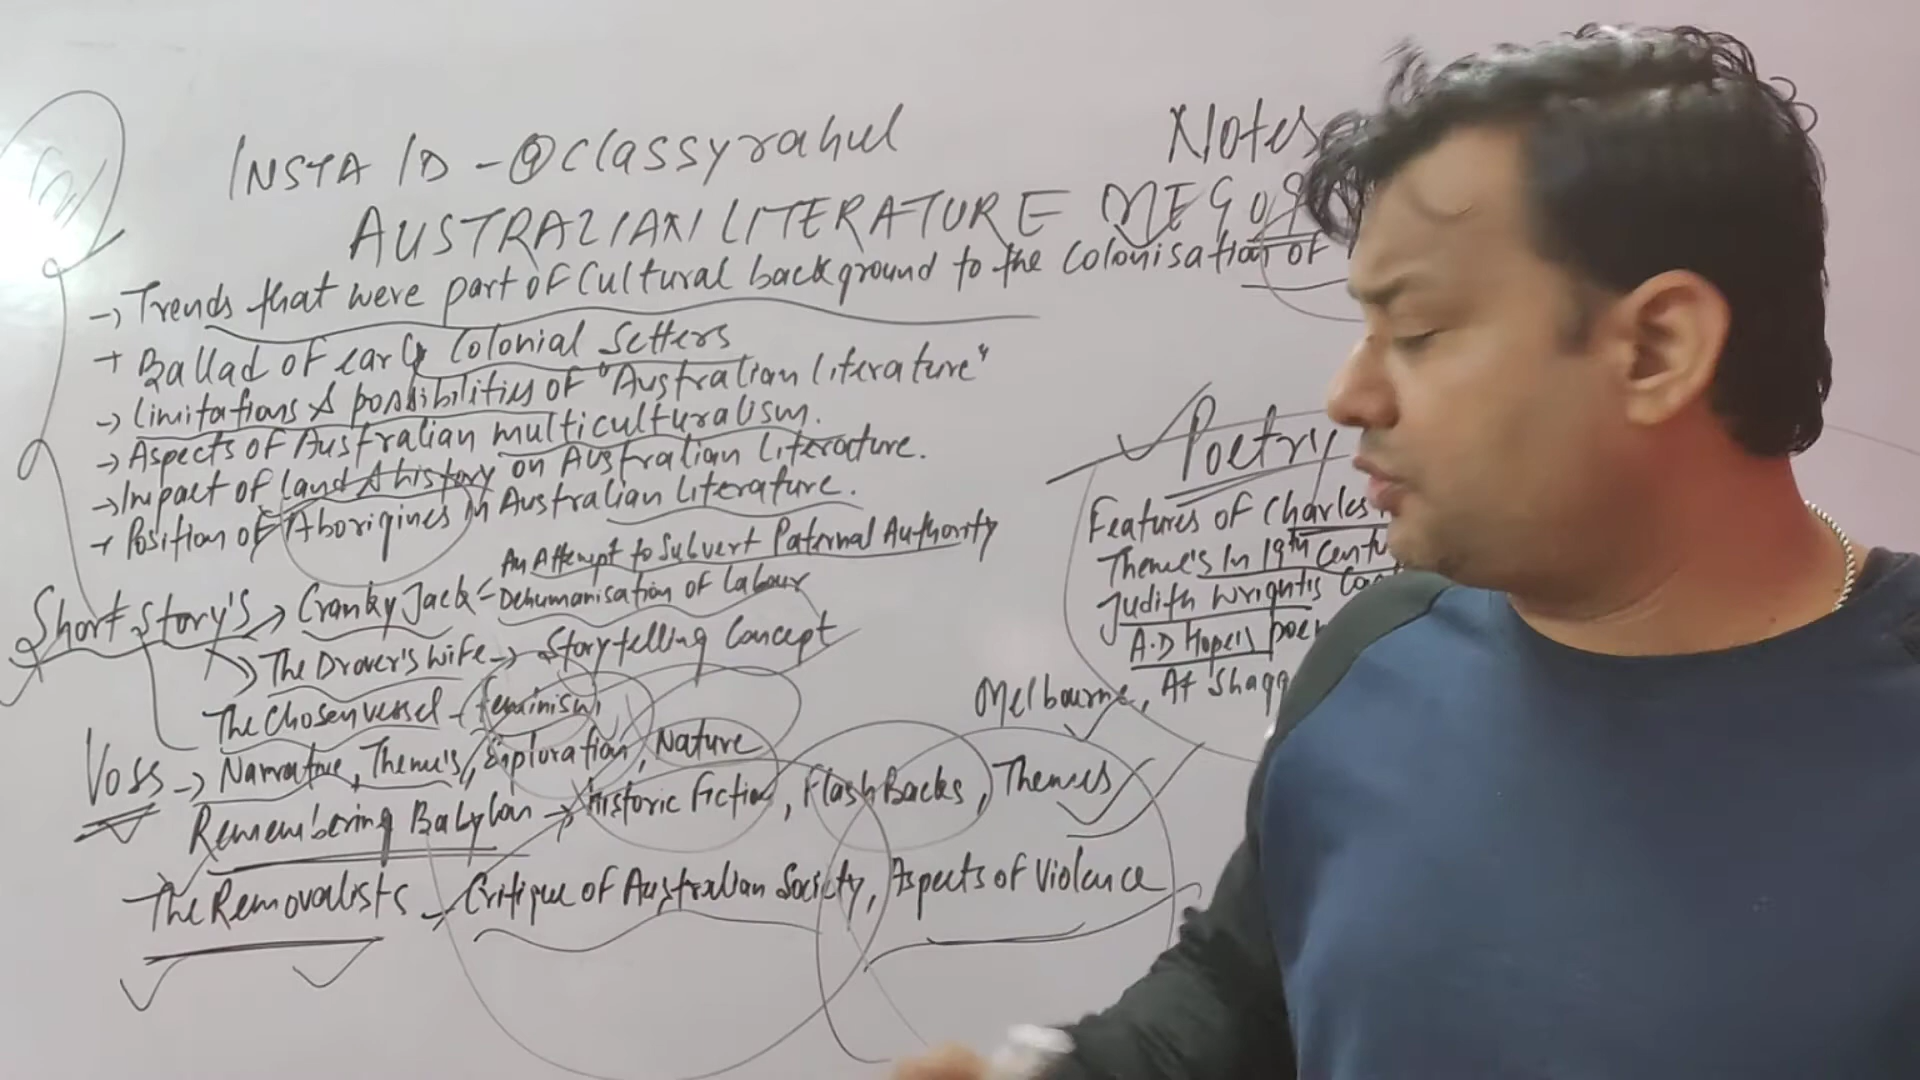 INSTA ID - @classyrahul
Notes
AUSTRALIAN LITERATURE MEG09
→ Trends that were part of Cultural background to the Colonisation of
→ Ballad of early Colonial Setters
→ Limitations & possibilities of "Australian literature"
→ Aspects of Australian multiculturalism.
→ Impact of land & history on Australian Literature.
→ Position of Aborigines in Australian Literature.
Short Story's → Cranky Jack - An Attempt to Subvert Paternal Authority
Dehumanisation of Labour
→ The Drover's Wife → Storytelling Concept
The Chosen vessel - feminism
Voss → Narrative, Theme's, Exploration, Nature
Remembering Babylon → historic fiction, FlashBacks, Themes
→ The Removalists → Critique of Australian Society, Aspects of Violence
Poetry
Features of Charles
Theme's In 19th Centu
Judith Wright's
A.D Hope's poem
Melbourne, At Shagg